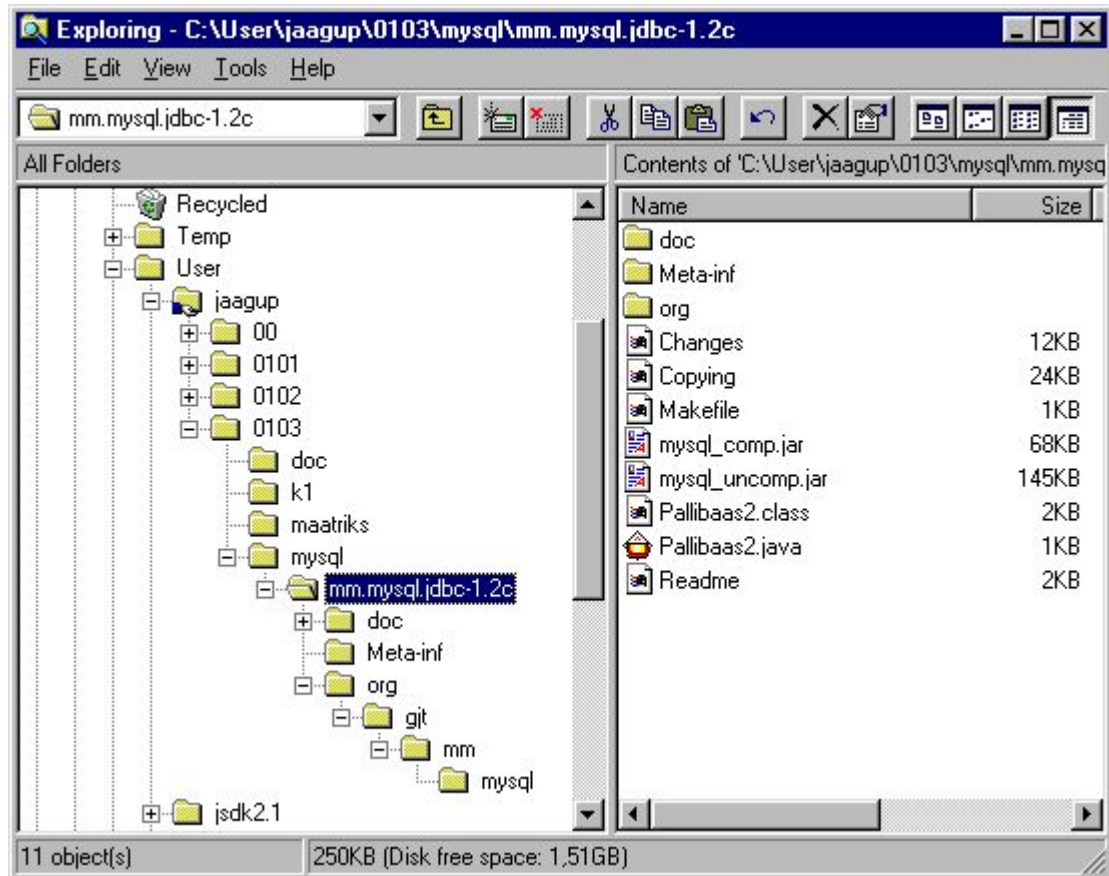 Exploring - C:\User\jaagup\0103\mysql\mm.mysql.jdbc-1.2c
File Edit View Tools Help
mm.mysql.jdbc-1.2c
All Folders
Recycled
Temp
User
jaagup
00
0101
0102
0103
doc
k1
maatriks
mysql
mm.mysql.jdbc-1.2c
doc
Meta-inf
org
gjt
mm
mysql
jsdk2.1
Contents of 'C:\User\jaagup\0103\mysql\mm.mysq
Name Size
doc
Meta-inf
org
Changes 12KB
Copying 24KB
Makefile 1KB
mysql_comp.jar 68KB
mysql_uncomp.jar 145KB
Pallibaas2.class 2KB
Pallibaas2.java 1KB
Readme 2KB
11 object(s) 250KB (Disk free space: 1,51GB)